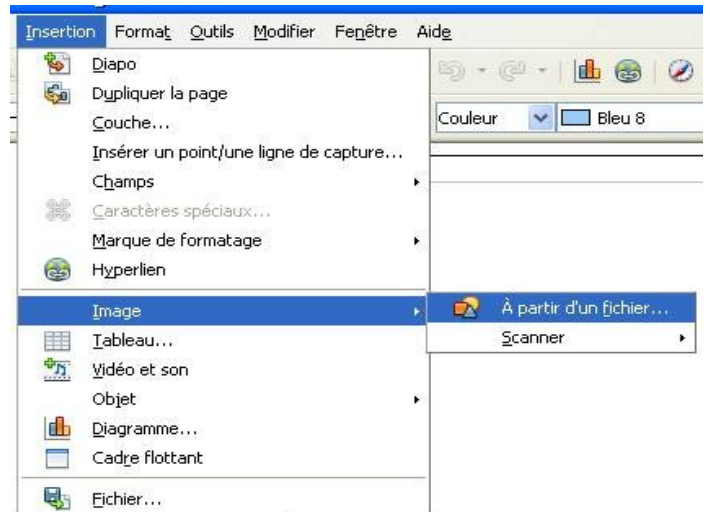 Insertion Format Outils Modifier Fenêtre Aide
Diapo
Dupliquer la page
Couleur Bleu 8
Couche...
Insérer un point/une ligne de capture...
Champs
Caractères spéciaux...
Marque de formatage
Hyperlien
Image À partir d'un fichier...
Tableau... Scanner
Vidéo et son
Objet
Diagramme...
Cadre flottant
Fichier...